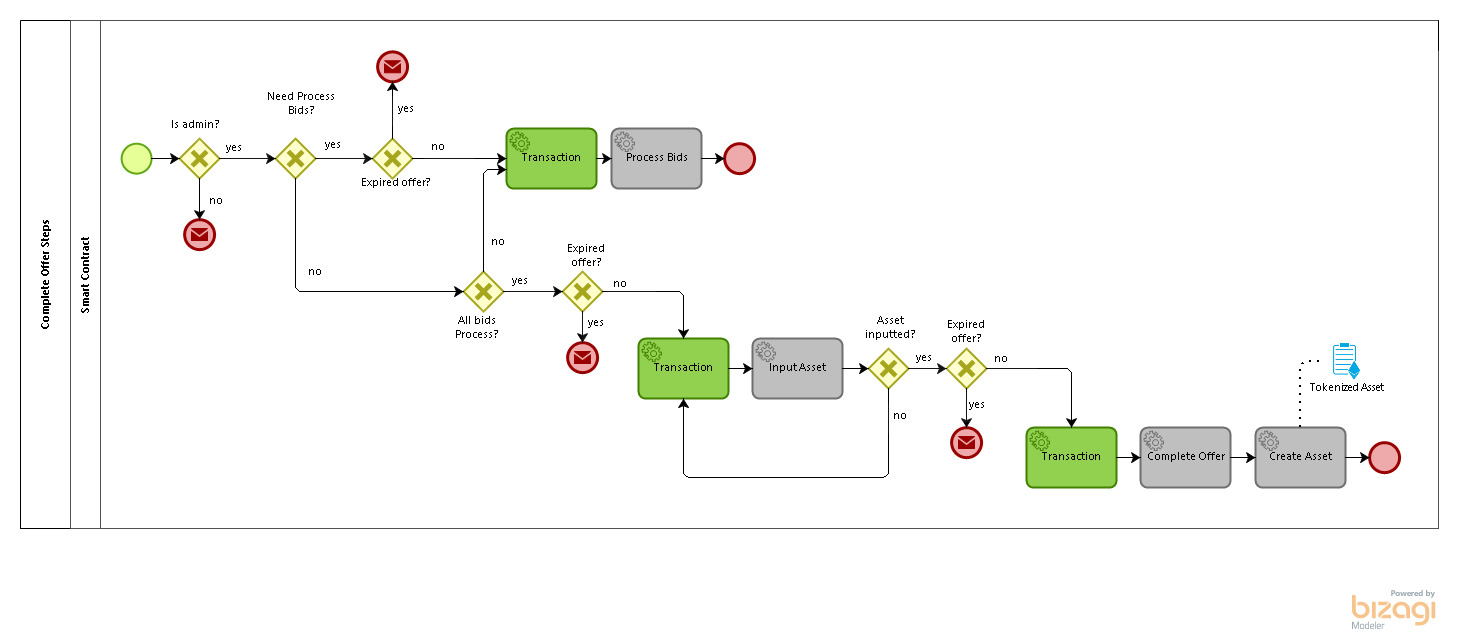 Complete Offer Steps
Smart Contract
Is admin?
yes
no
Need Process
Bids?
yes
no
yes
Expired offer?
no
Transaction
Process Bids
no
All bids
Process?
yes
Expired
offer?
no
yes
Transaction
Input Asset
Asset
inputted?
yes
no
Expired
offer?
no
yes
Transaction
Complete Offer
Create Asset
Tokenized Asset
Powered by
bizagi
Modeler